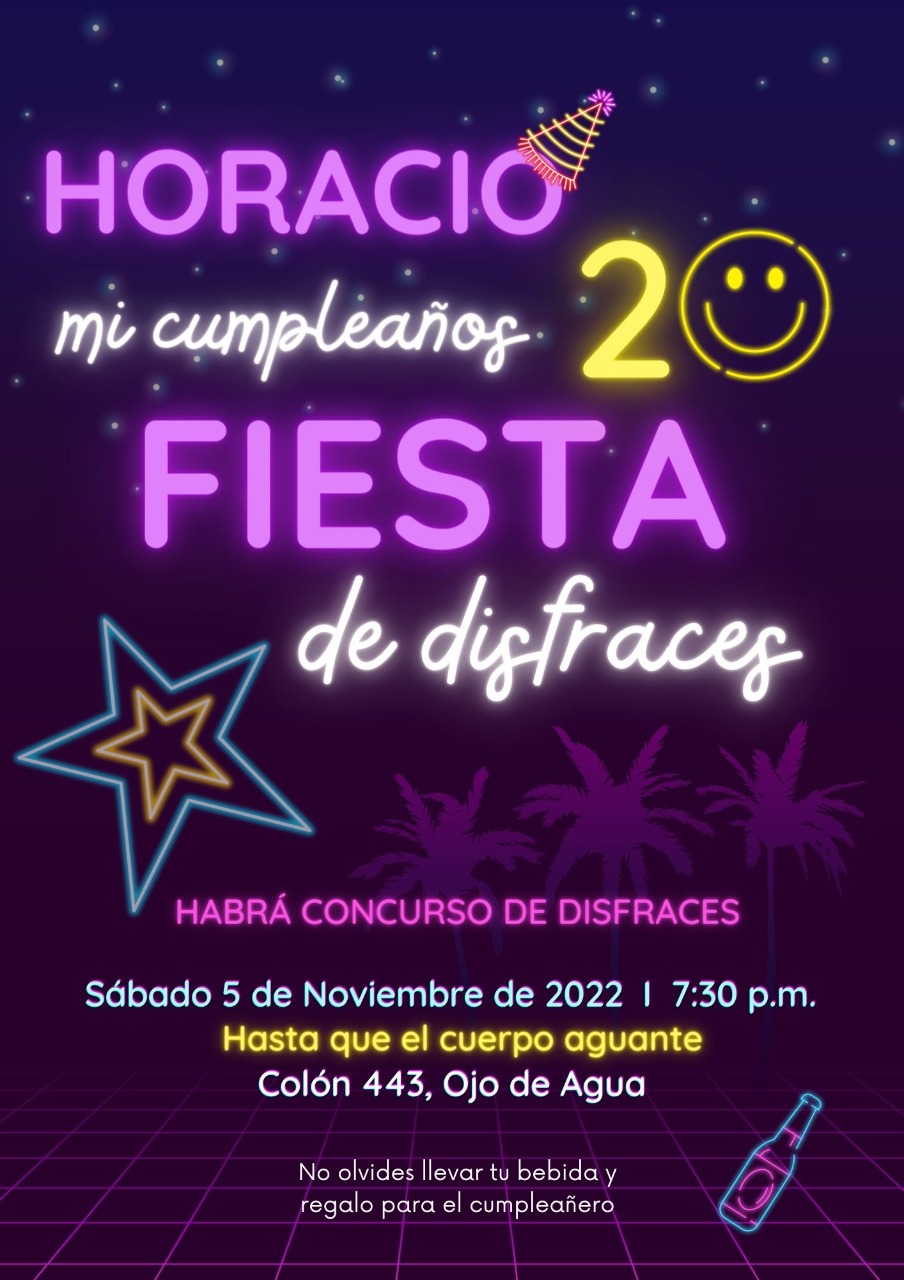 HORACIO
mi cumpleaños 20
FIESTA
de disfraces
HABRÁ CONCURSO DE DISFRACES
Sábado 5 de Noviembre de 2022 I 7:30 p.m.
Hasta que el cuerpo aguante
Colón 443, Ojo de Agua
No olvides llevar tu bebida y
regalo para el cumpleañero